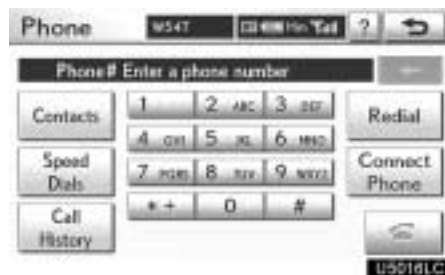 Phone W54T ?
Phone# Enter a phone number
Contacts 1 2 ABC 3 DEF Redial
4 GHI 5 JKL 6 MNO
Speed Dials 7 PQRS 8 TUV 9 WXYZ Connect Phone
* + 0 #
Call History
U5016LC